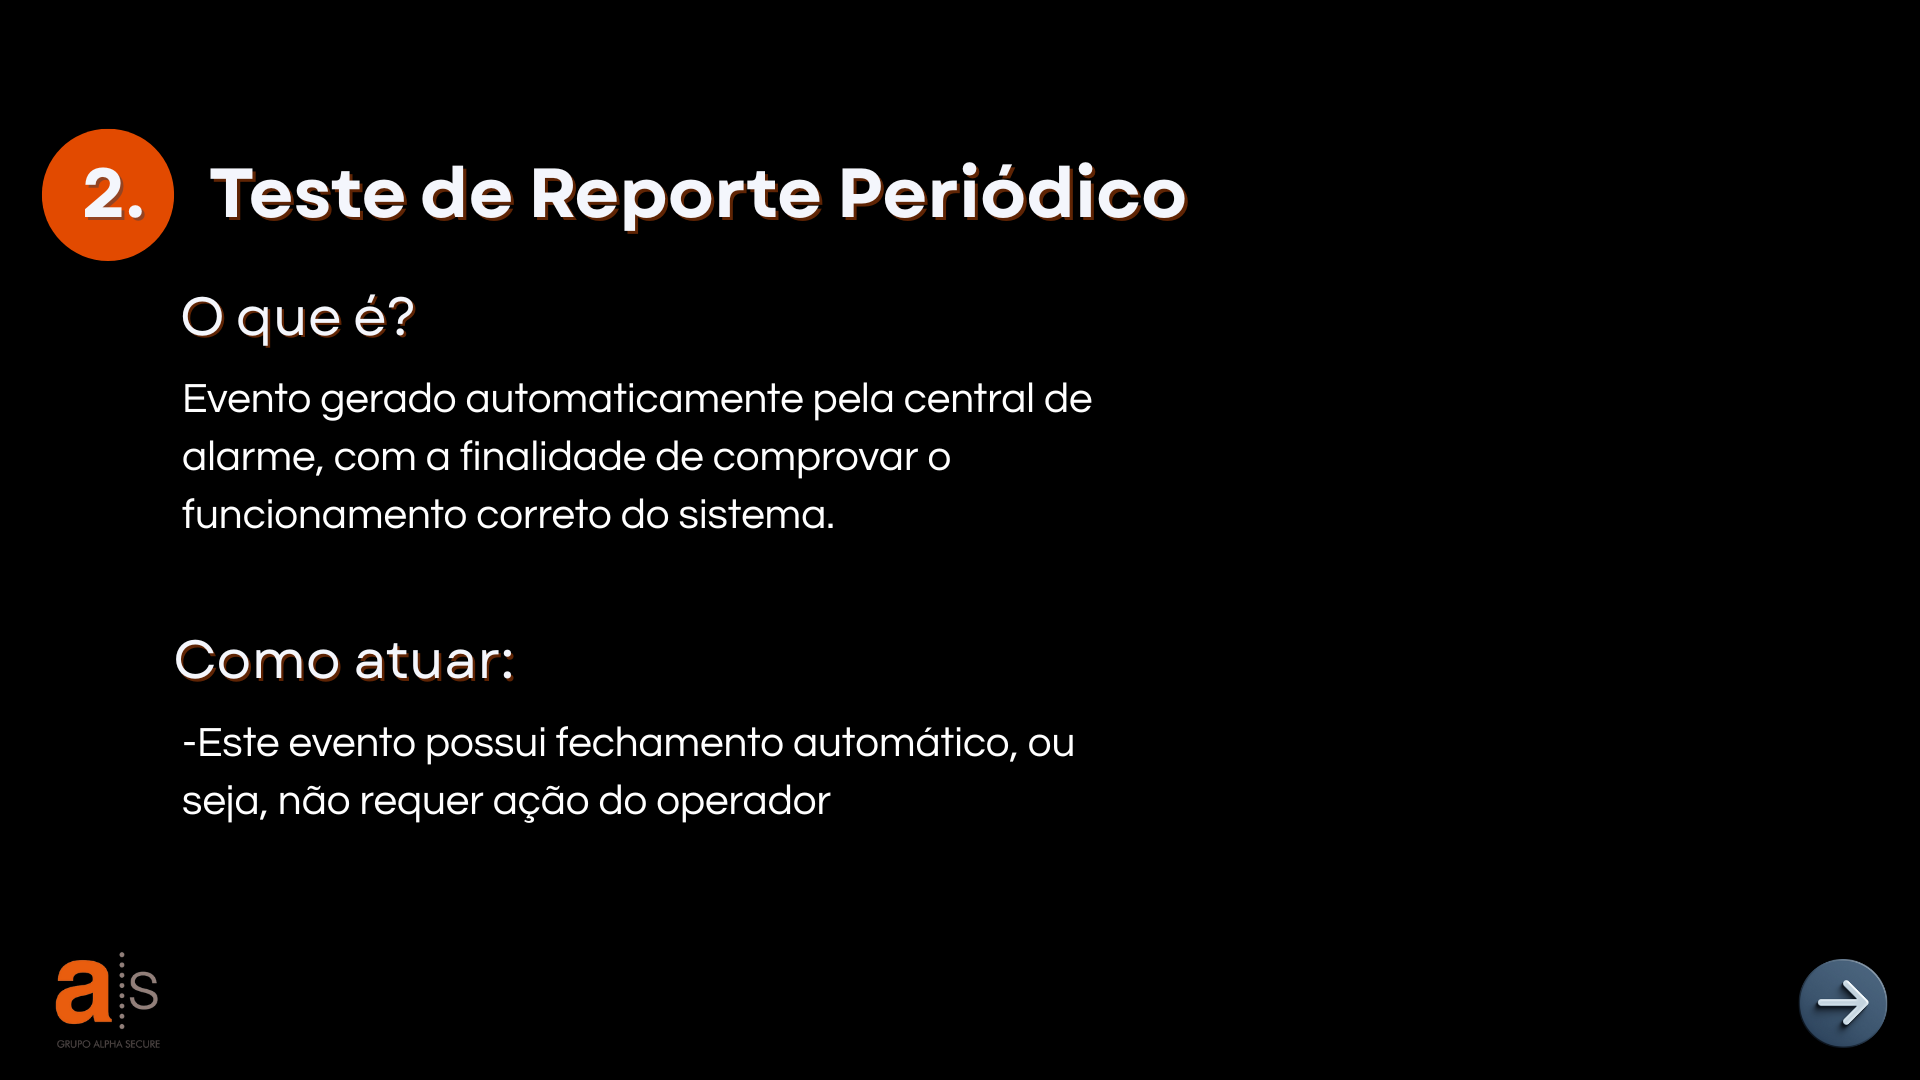 2. Teste de Reporte Periódico
O que é?
Evento gerado automaticamente pela central de
alarme, com a finalidade de comprovar o
funcionamento correto do sistema.
Como atuar:
-Este evento possui fechamento automático, ou
seja, não requer ação do operador
a s
GRUPO ALPHA SECURE